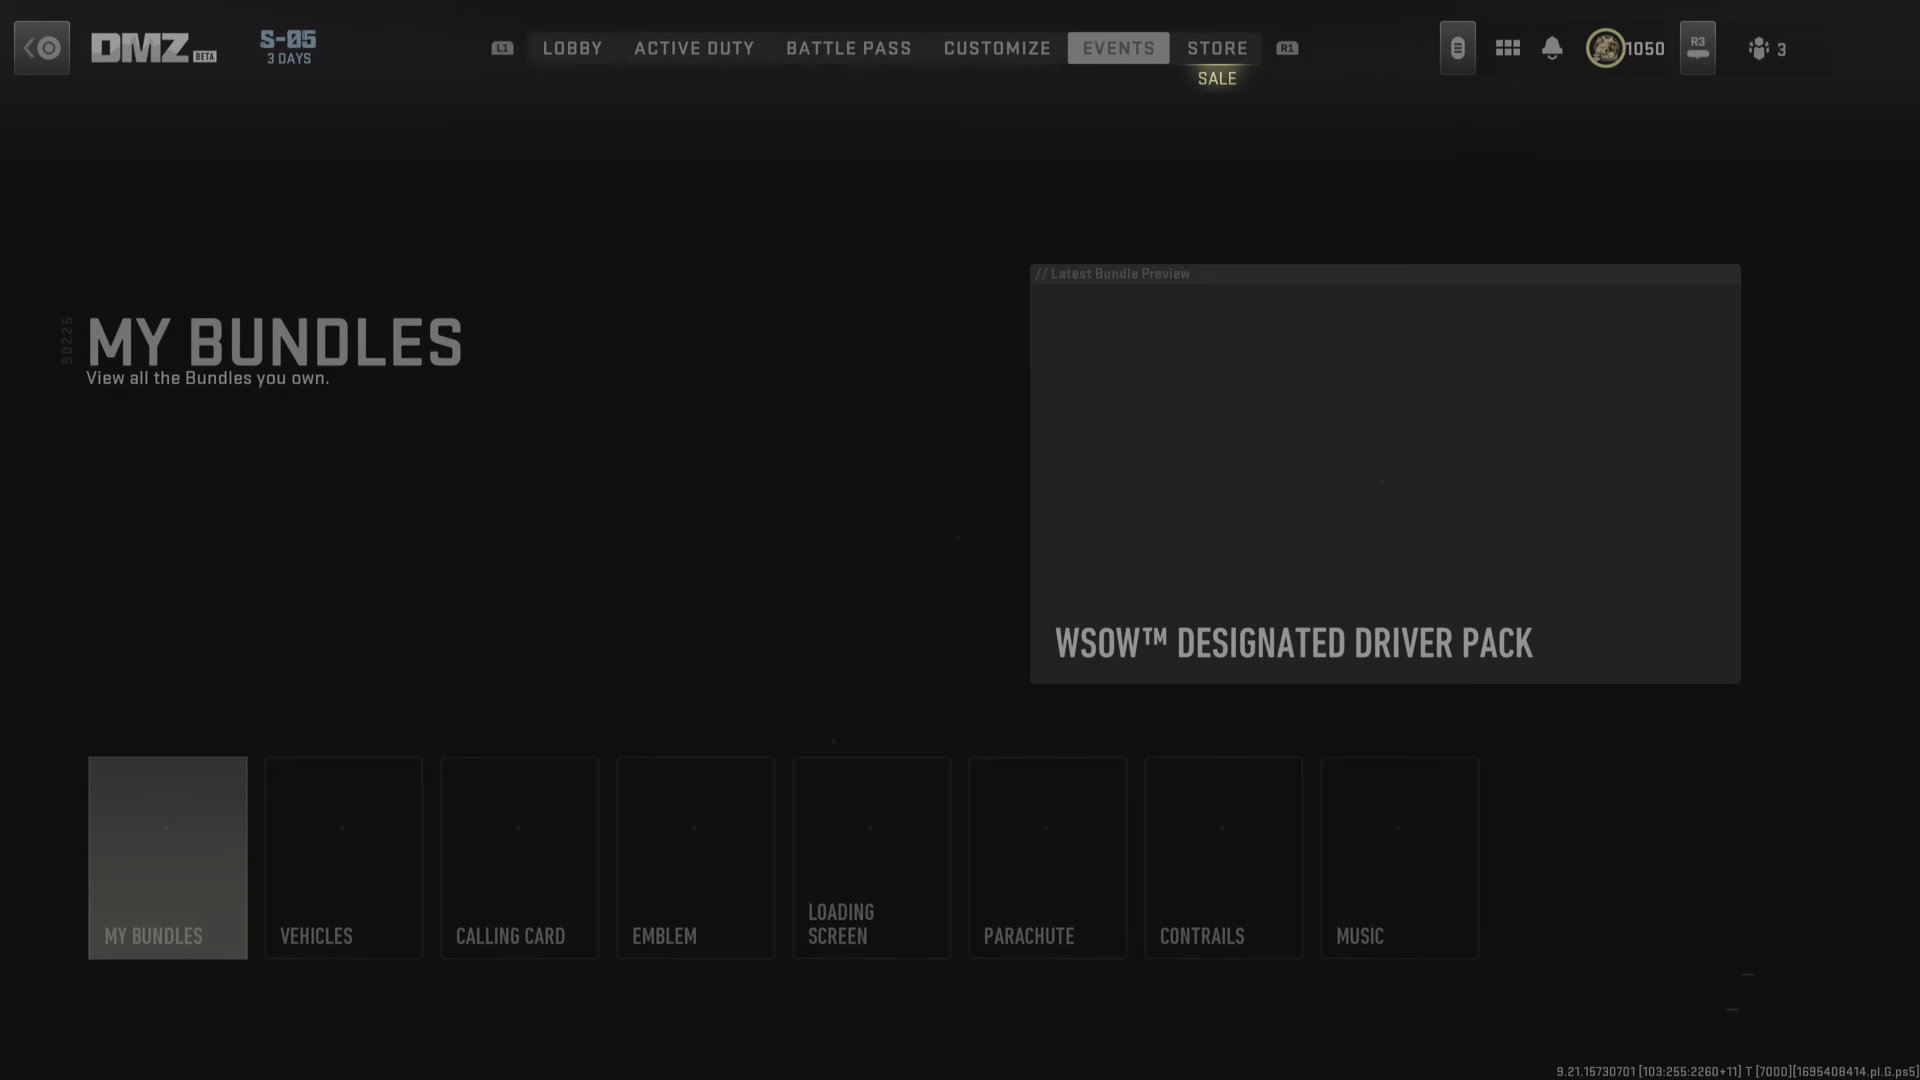 DMZ BETA
S-05
3 DAYS
L1
LOBBY
ACTIVE DUTY
BATTLE PASS
CUSTOMIZE
EVENTS
STORE
R1
SALE
1050
R3
3
// Latest Bundle Preview
90225
MY BUNDLES
View all the Bundles you own.
WSOW™ DESIGNATED DRIVER PACK
MY BUNDLES
VEHICLES
CALLING CARD
EMBLEM
LOADING
SCREEN
PARACHUTE
CONTRAILS
MUSIC
9.21.15730701 [103:255:2260+11] T [7000][1695408414.pl.G.ps5]